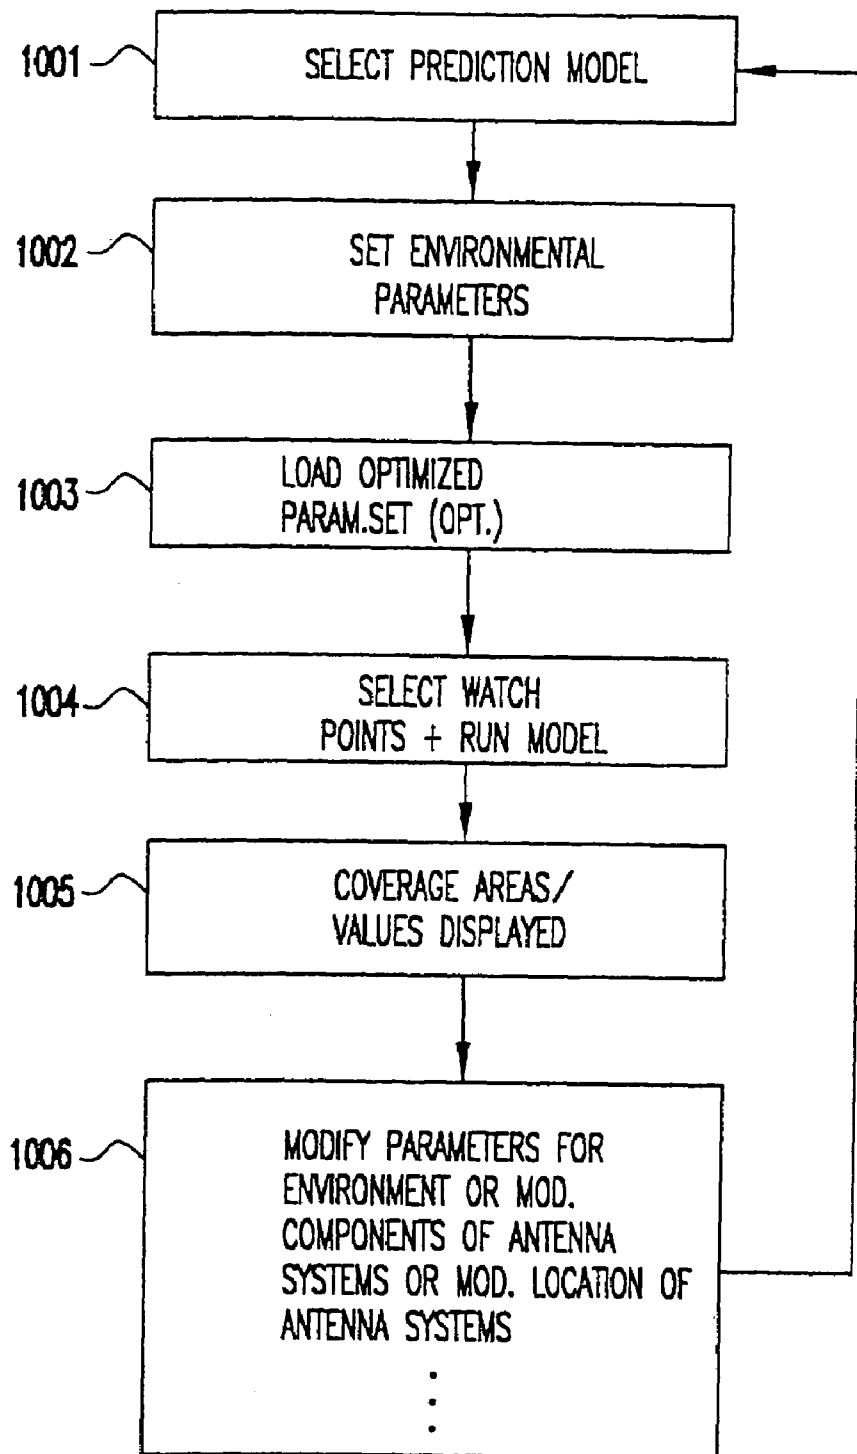 1001
SELECT PREDICTION MODEL
1002
SET ENVIRONMENTAL
PARAMETERS
1003
LOAD OPTIMIZED
PARAM.SET (OPT.)
1004
SELECT WATCH
POINTS + RUN MODEL
1005
COVERAGE AREAS/
VALUES DISPLAYED
1006
MODIFY PARAMETERS FOR
ENVIRONMENT OR MOD.
COMPONENTS OF ANTENNA
SYSTEMS OR MOD. LOCATION OF
ANTENNA SYSTEMS